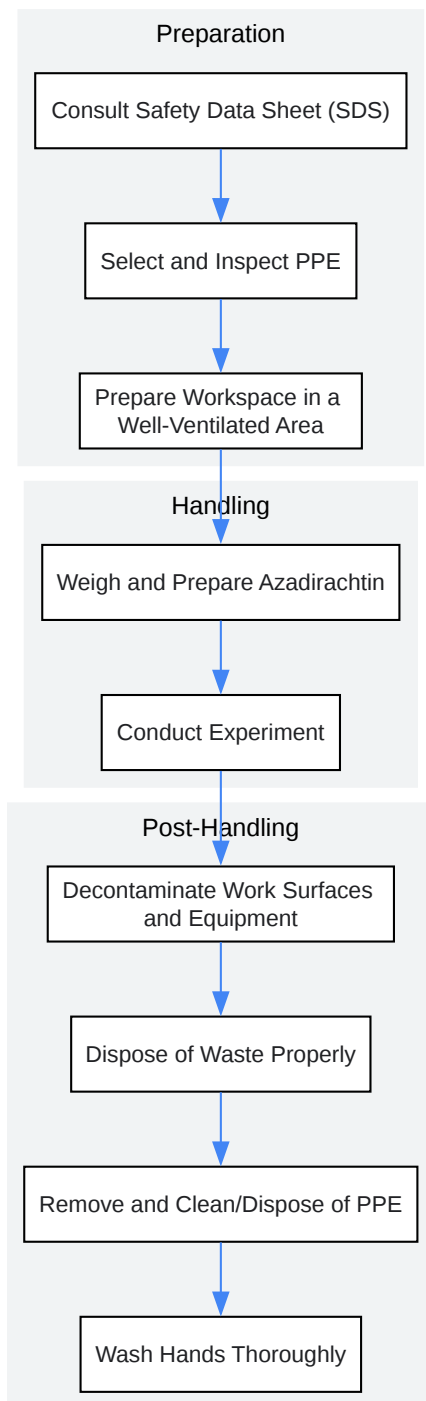 Preparation
Consult Safety Data Sheet (SDS)
Select and Inspect PPE
Prepare Workspace in a
Well-Ventilated Area
Handling
Weigh and Prepare Azadirachtin
Conduct Experiment
Post-Handling
Decontaminate Work Surfaces
and Equipment
Dispose of Waste Properly
Remove and Clean/Dispose of PPE
Wash Hands Thoroughly